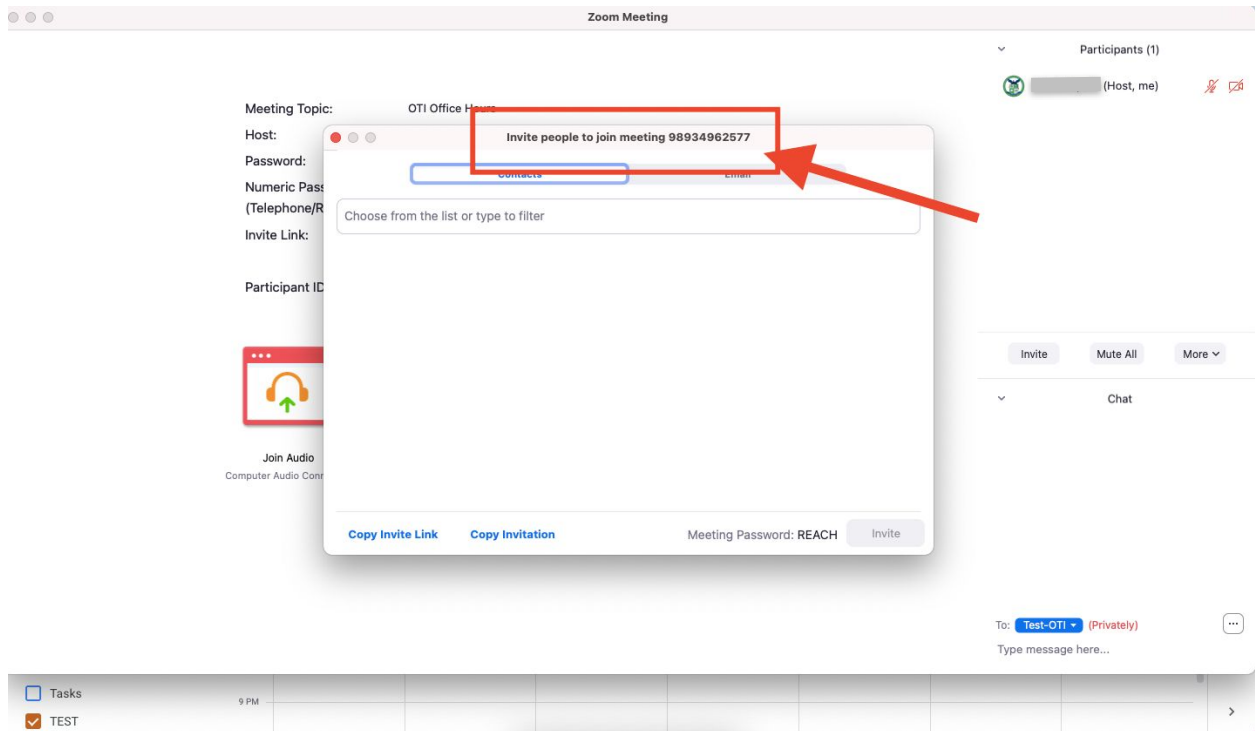 Zoom Meeting
Meeting Topic: OTI Office Hours
Host:
Password:
Numeric Pass
(Telephone/R
Invite Link:
Participant ID
Join Audio
Computer Audio Conn
Invite people to join meeting 98934962577
Contacts Email
Choose from the list or type to filter
Copy Invite Link Copy Invitation Meeting Password: REACH Invite
Participants (1)
(Host, me)
Invite Mute All More
Chat
To: Test-OTI (Privately)
Type message here...
Tasks
TEST
9 PM